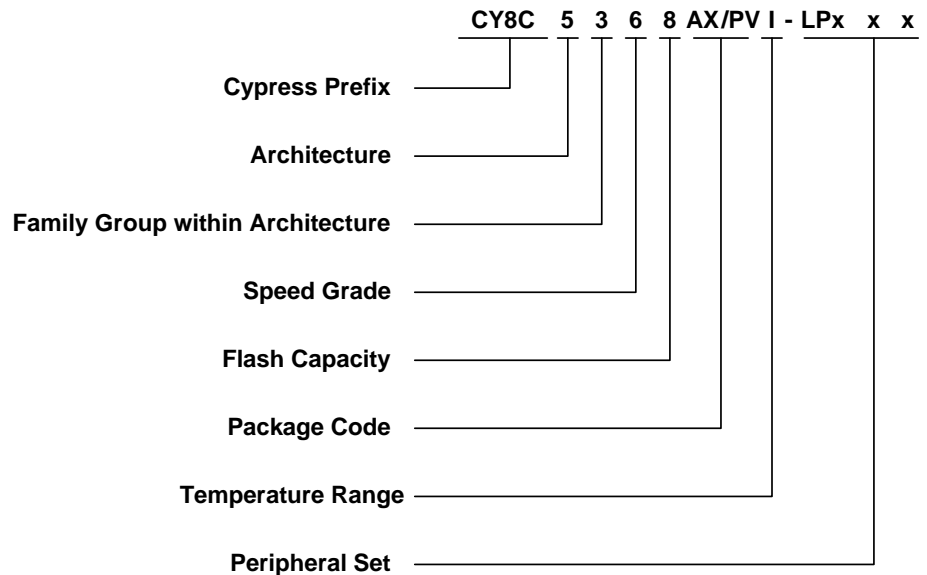 CY8C 5 3 6 8 AX/PV I - LPx x x
Cypress Prefix
Architecture
Family Group within Architecture
Speed Grade
Flash Capacity
Package Code
Temperature Range
Peripheral Set